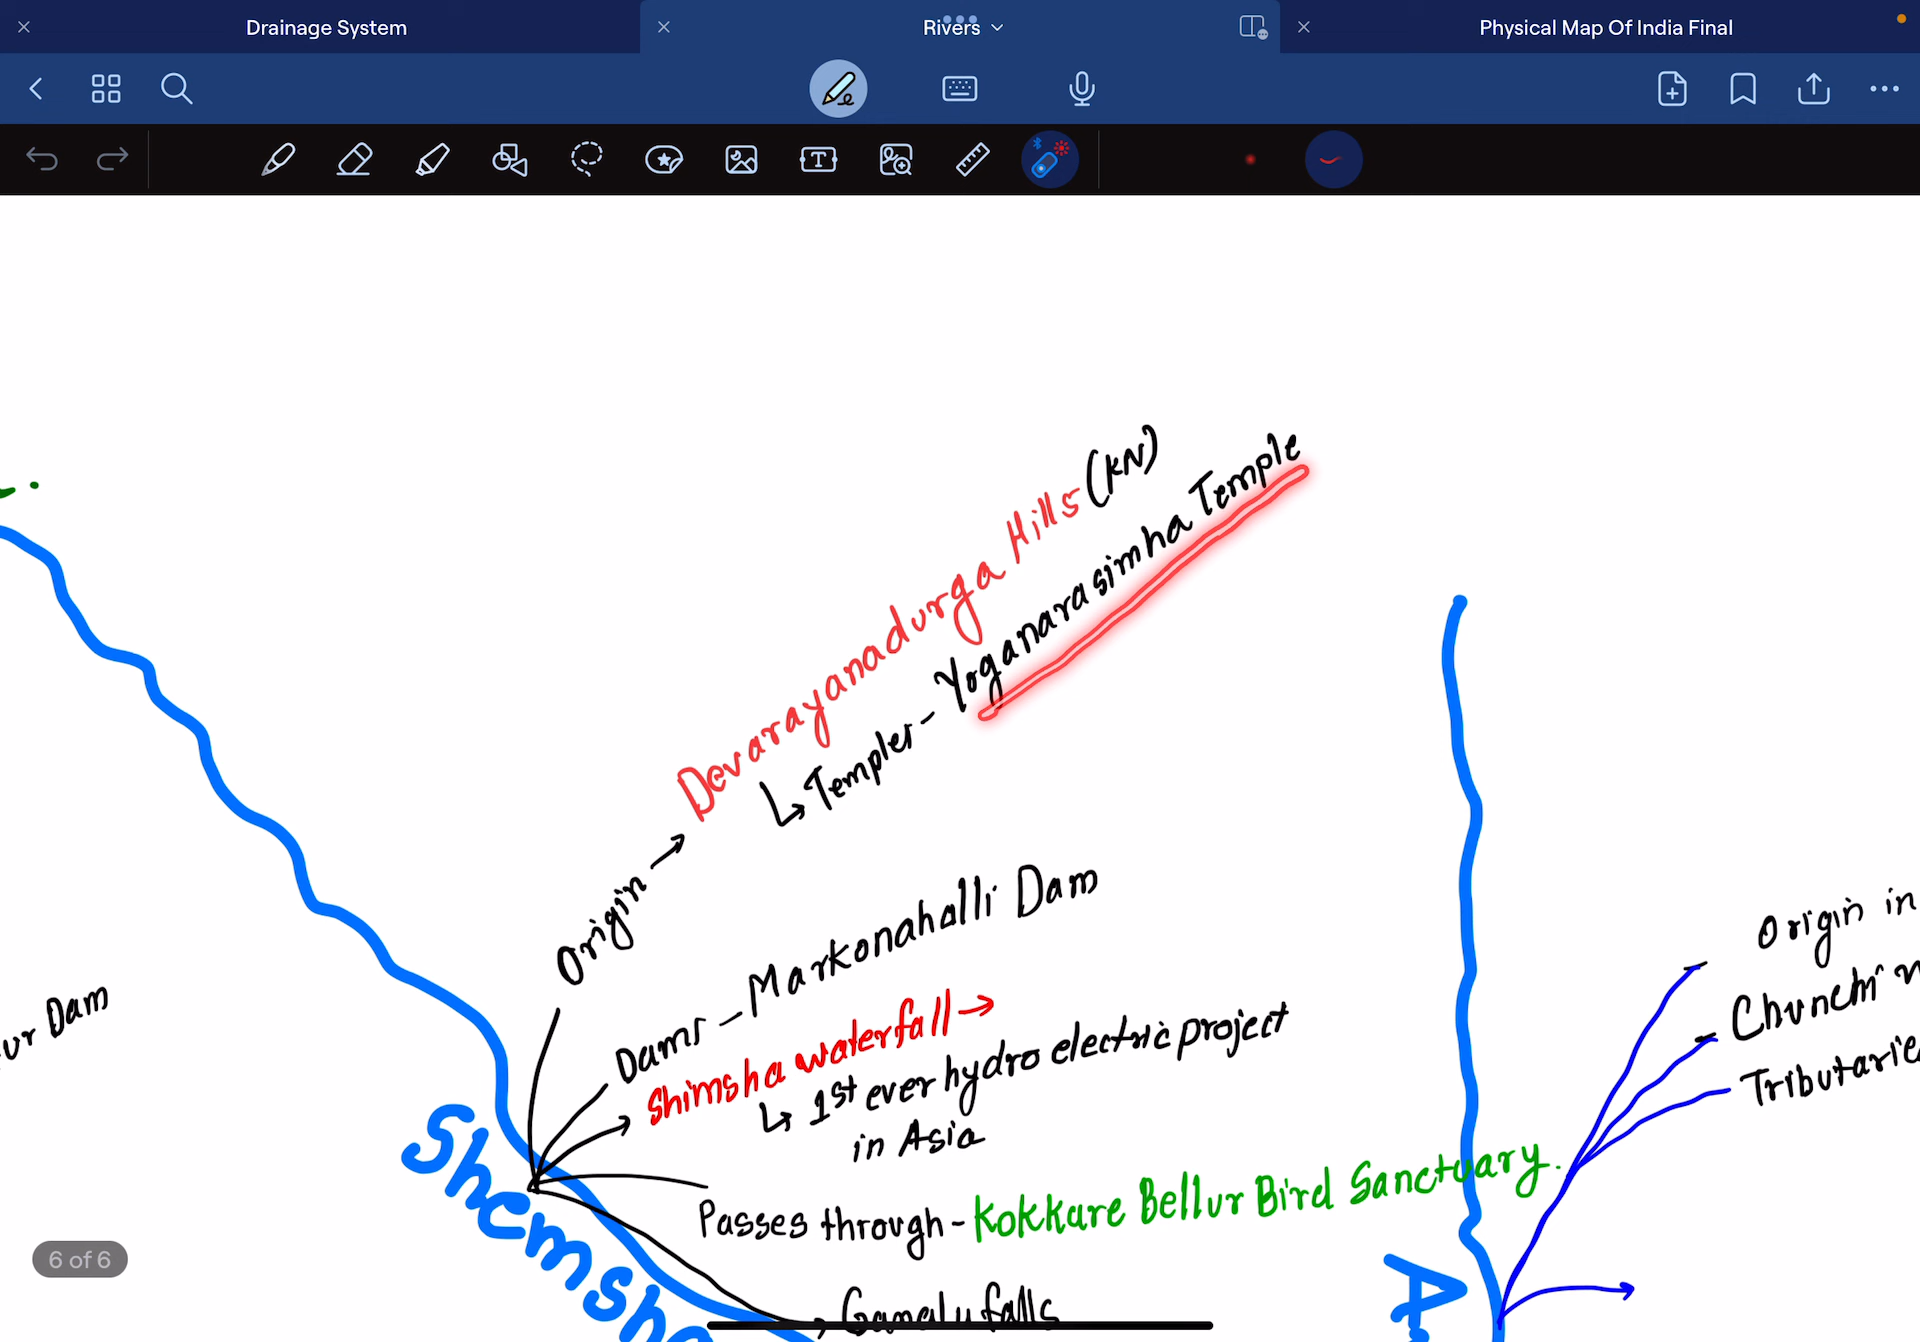 Drainage System
Rivers
Physical Map Of India Final
Devarayanadurga Hills (KN)
↳ Temples - Yoganarasimha Temple
Origin →
Dams - Markonahalli Dam
Shimsha waterfall →
↳ 1st ever hydro electric project
in Asia
Passes through - Kokkare Bellur Bird Sanctuary.
Ganalu falls
Shemsha
ur Dam
Origin in
Chunchi
Tributarie
6 of 6